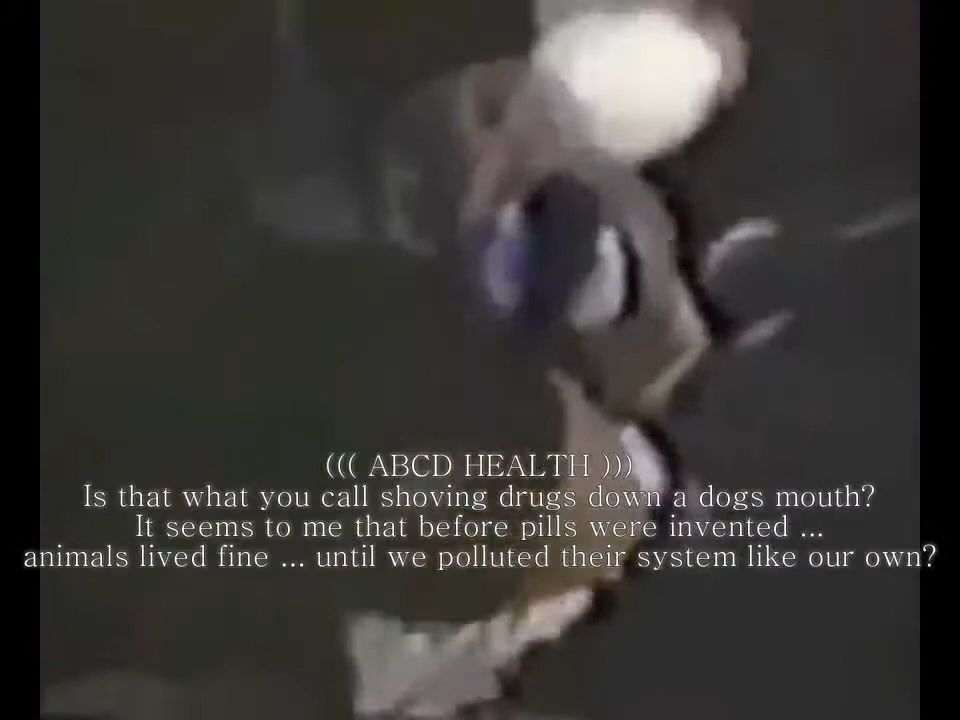 ((( ABCD HEALTH )))
Is that what you call shoving drugs down a dogs mouth?
It seems to me that before pills were invented ...
animals lived fine ... until we polluted their system like our own?